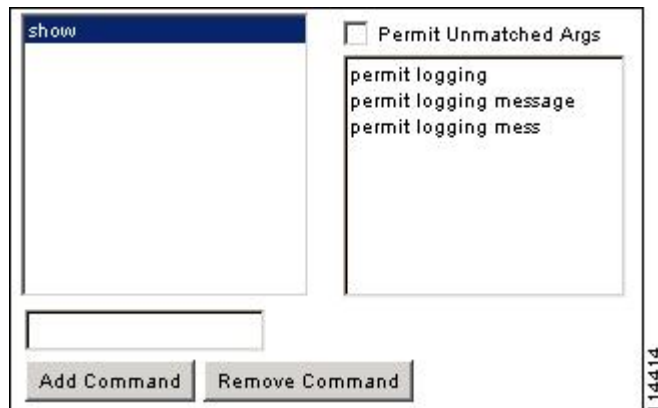 show
Permit Unmatched Args
permit logging
permit logging message
permit logging mess
Add Command
Remove Command
114414